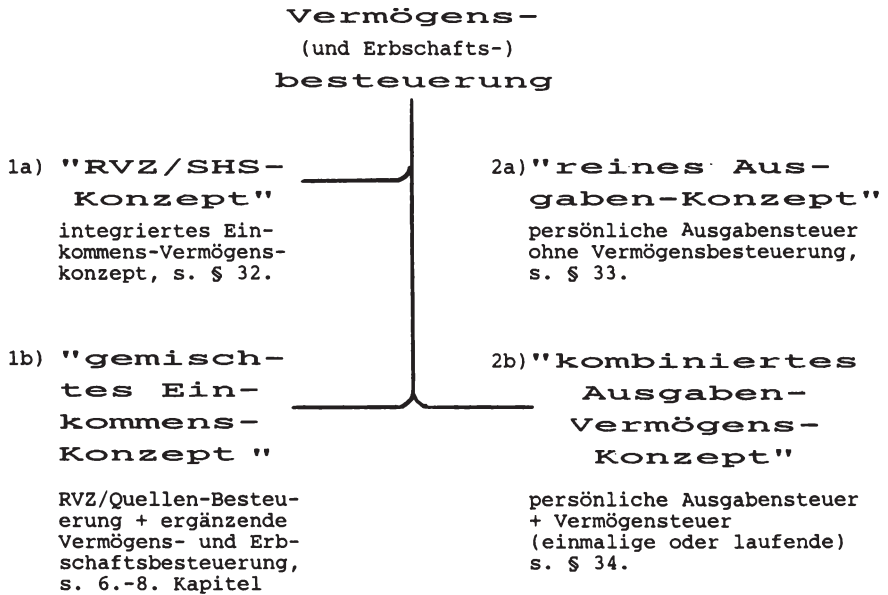 Vermögens-
(und Erbschafts-)
besteuerung
1a) "RVZ/SHS-
Konzept"
integriertes Ein-
kommens-Vermögens-
konzept, s. § 32.
2a) "reines Aus-
gaben-Konzept"
persönliche Ausgabensteuer
ohne Vermögensbesteuerung,
s. § 33.
1b) "gemisch-
tes Ein-
kommens-
Konzept "
RVZ/Quellen-Besteu-
erung + ergänzende
Vermögens- und Erb-
schaftsbesteuerung,
s. 6.-8. Kapitel
2b) "kombiniertes
Ausgaben-
Vermögens-
Konzept"
persönliche Ausgabensteuer
+ Vermögensteuer
(einmalige oder laufende)
s. § 34.